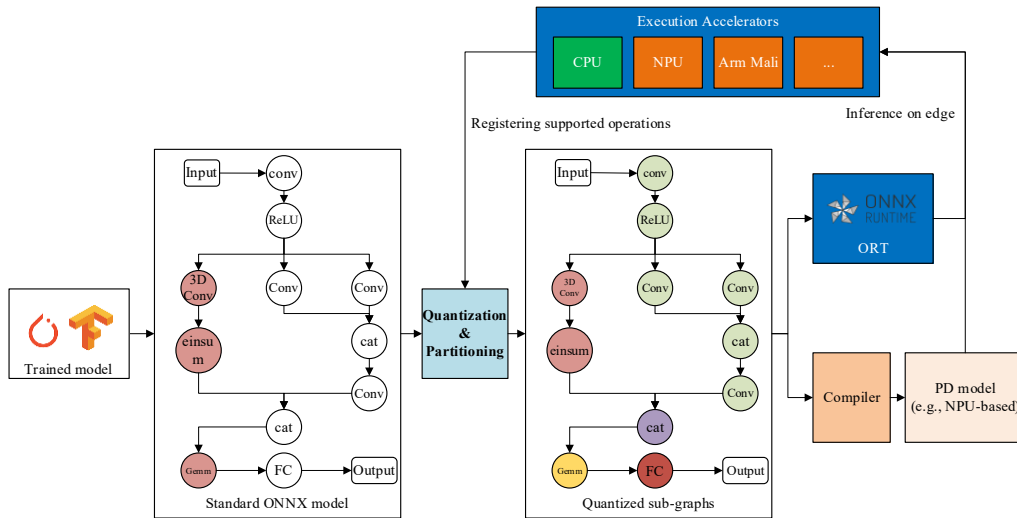 Execution Accelerators
CPU
NPU
Arm Mali
...
Registering supported operations
Inference on edge
Input
conv
ReLU
3D
Conv
Conv
Conv
einsu
m
cat
Conv
cat
Gemm
FC
Output
Standard ONNX model
Trained model
Quantization
&
Partitioning
Input
conv
ReLU
3D
Conv
Conv
Conv
einsum
cat
Conv
cat
Gemm
FC
Output
Quantized sub-graphs
ONNX
RUNTIME
ORT
Compiler
PD model
(e.g., NPU-based)